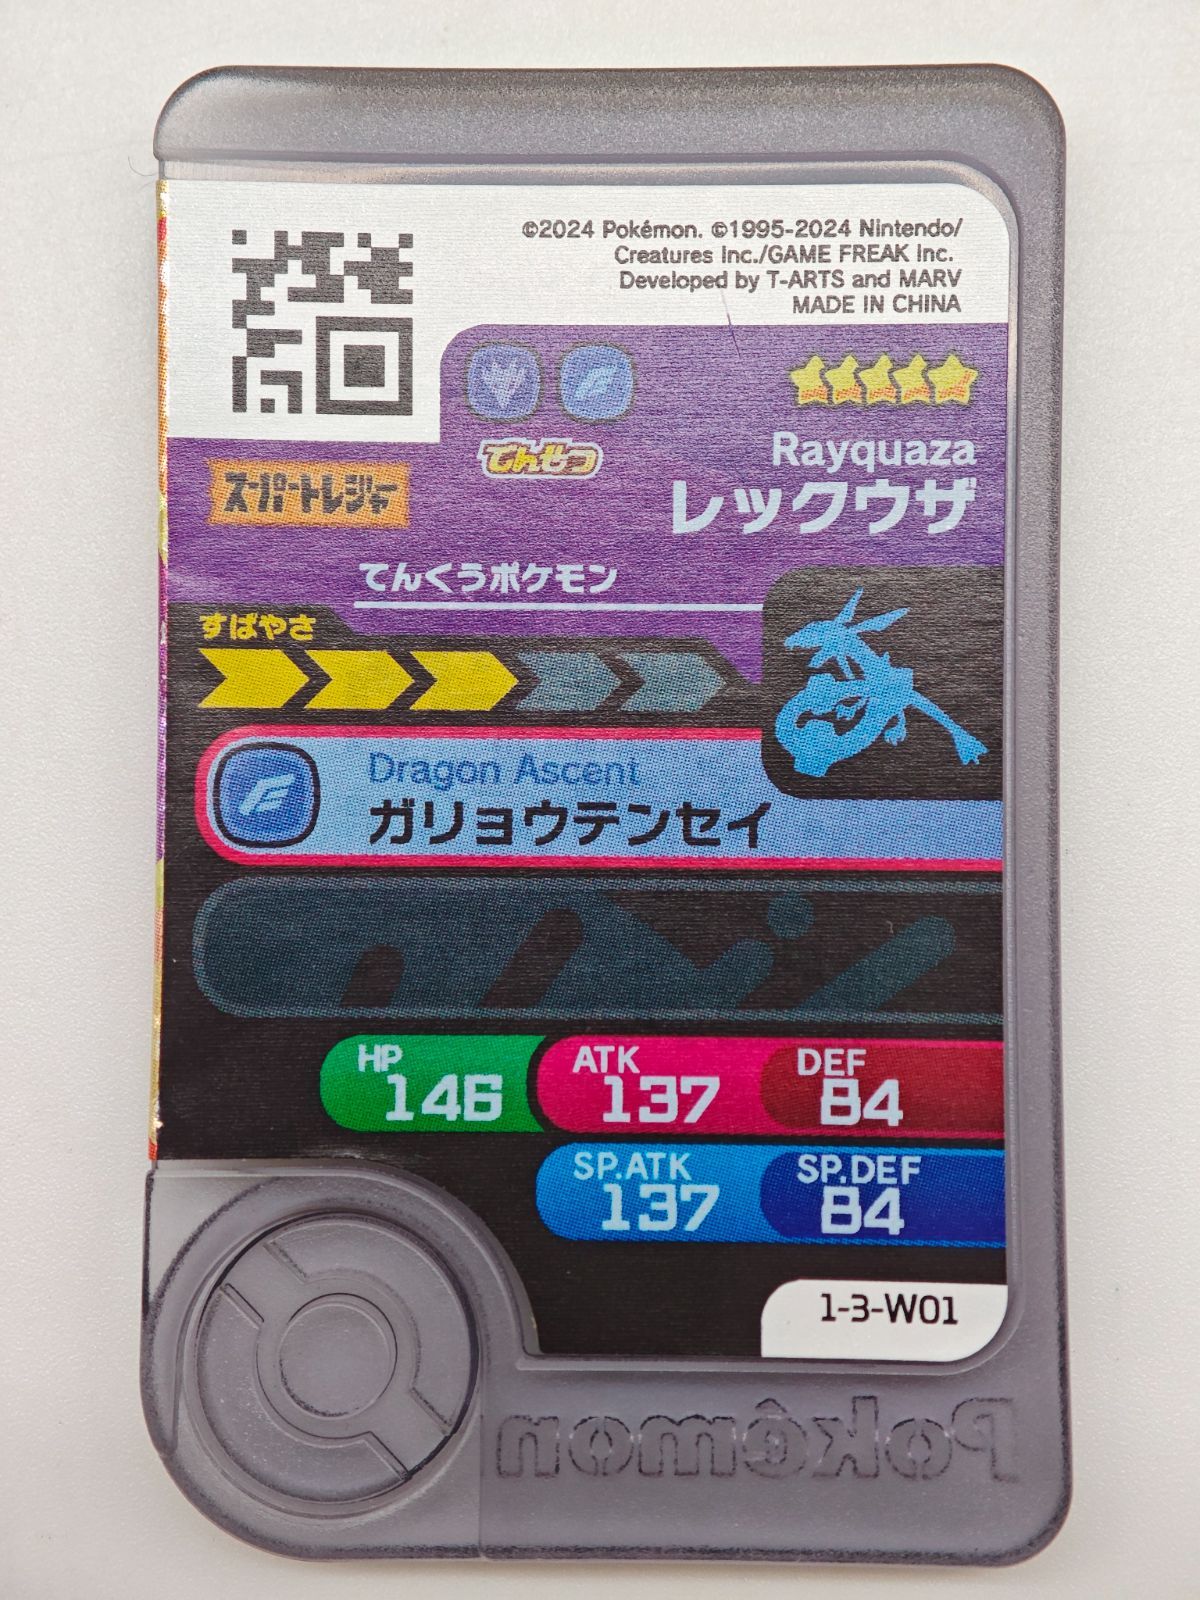 ©2024 Pokémon. ©1995-2024 Nintendo/
Creatures Inc./GAME FREAK inc.
Developed by T-ARTS and MARV
MADE IN CHINA
でんせつ
スーパートレジャー
Rayquaza
レックウザ
てんくうポケモン
すばやさ
Dragon Ascent
ガリョウテンセイ
HP
146
ATK
137
DEF
84
SP.ATK
137
SP.DEF
84
1-3-W01
Pokémon